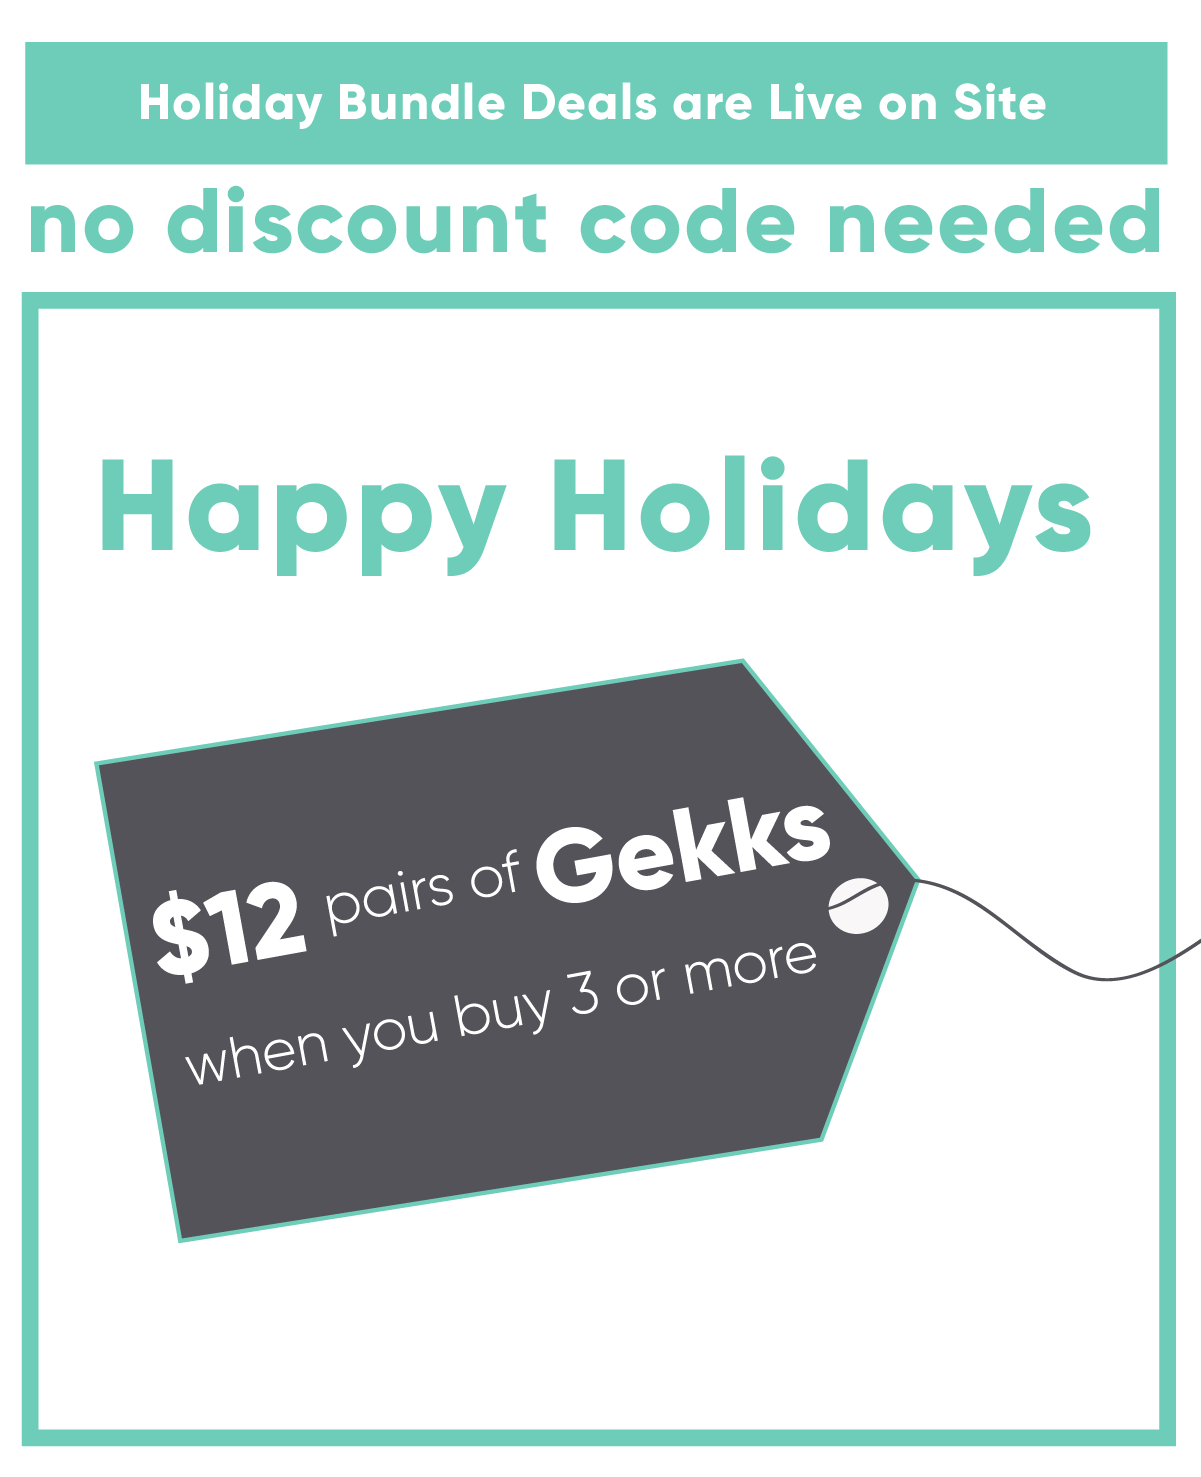 Holiday Bundle Deals are Live on Site
no discount code needed
Happy Holidays
$12 pairs of Gekks
when you buy 3 or more